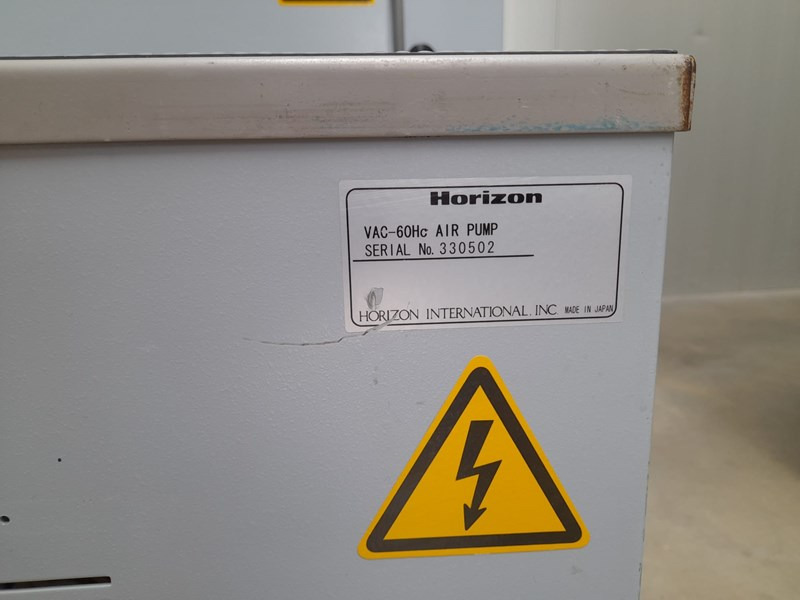 Horizon
VAC-60Hc AIR PUMP
SERIAL No. 330502
HORIZON INTERNATIONAL. INC. MADE IN JAPAN